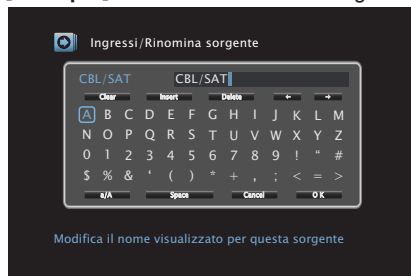 Ingressi/Rinomina sorgente
CBL/SAT CBL/SAT
Clear Insert Delete ← →
A B C D E F G H I J K L M
N O P Q R S T U V W X Y Z
0 1 2 3 4 5 6 7 8 9 ! “ #
$ % & ‘ ( ) * + , ; < = >
a/A Space Cancel OK
Modifica il nome visualizzato per questa sorgente